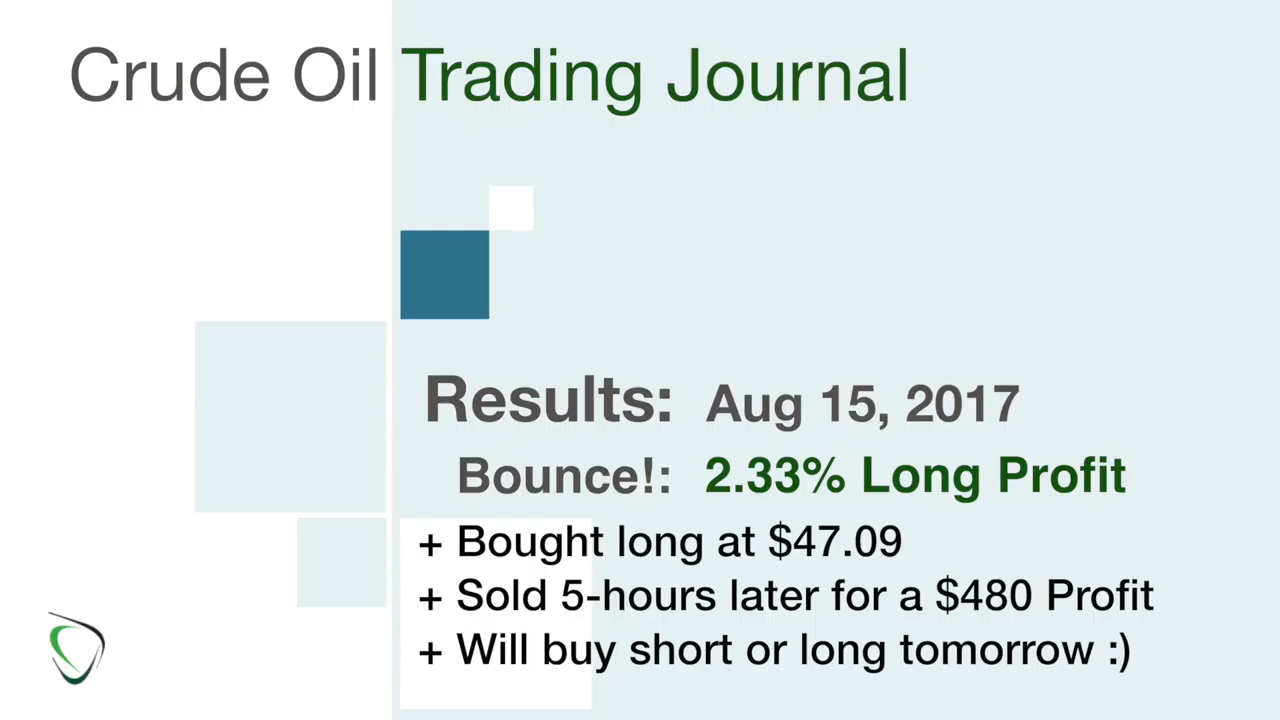 Crude Oil Trading Journal
Results: Aug 15, 2017
Bounce!: 2.33% Long Profit
+ Bought long at $47.09
+ Sold 5-hours later for a $480 Profit
+ Will buy short or long tomorrow :)